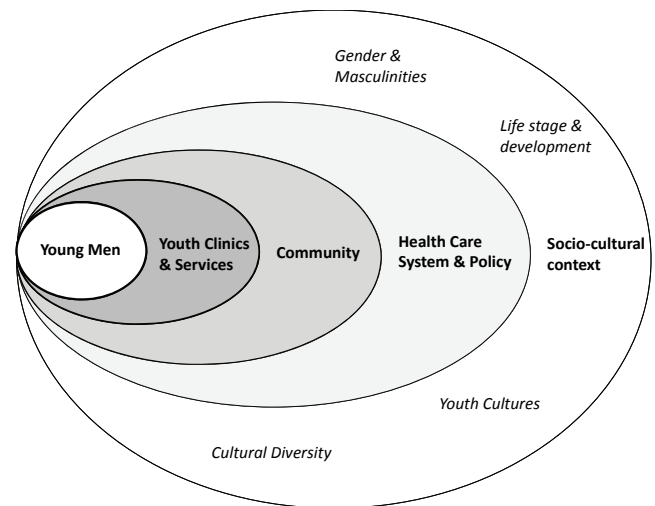 Gender &
Masculinities
Life stage &
development
Young Men
Youth Clinics
& Services
Community
Health Care
System & Policy
Socio-cultural
context
Youth Cultures
Cultural Diversity